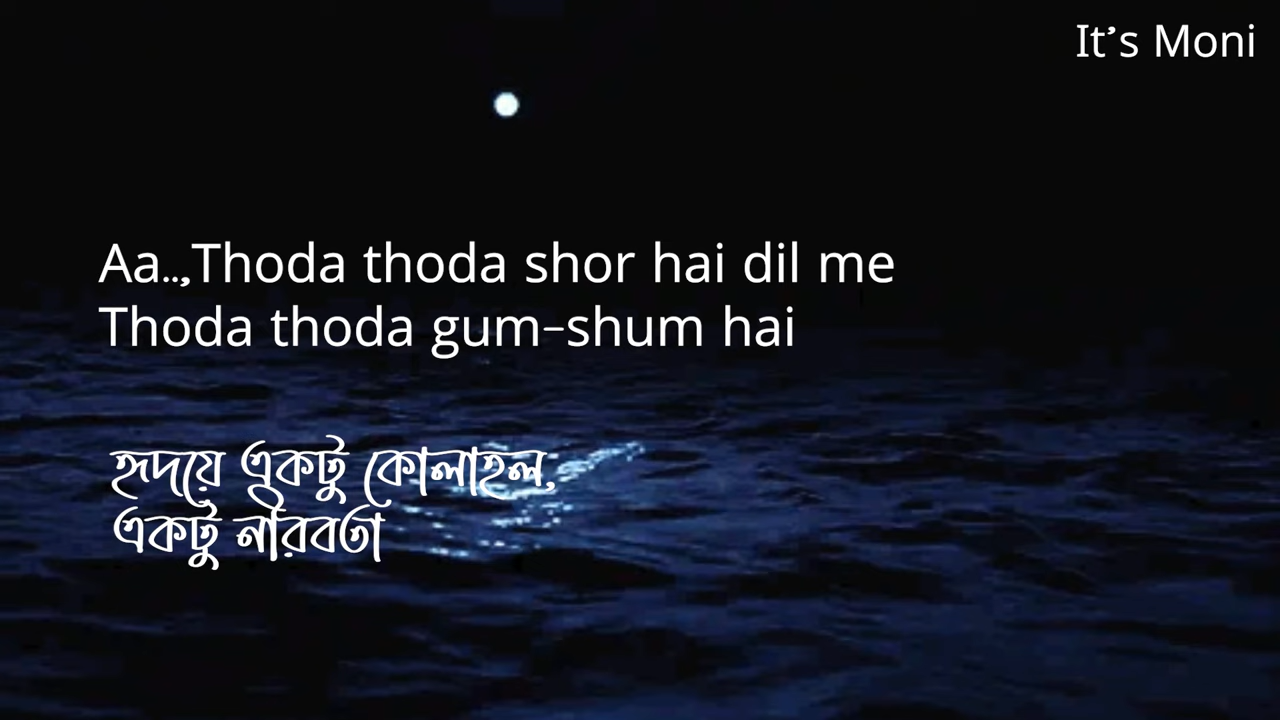 It’s Moni
Aa..,Thoda thoda shor hai dil me
Thoda thoda gum-shum hai
হৃদয়ে একটু কোলাহল,
একটু নীরবতা